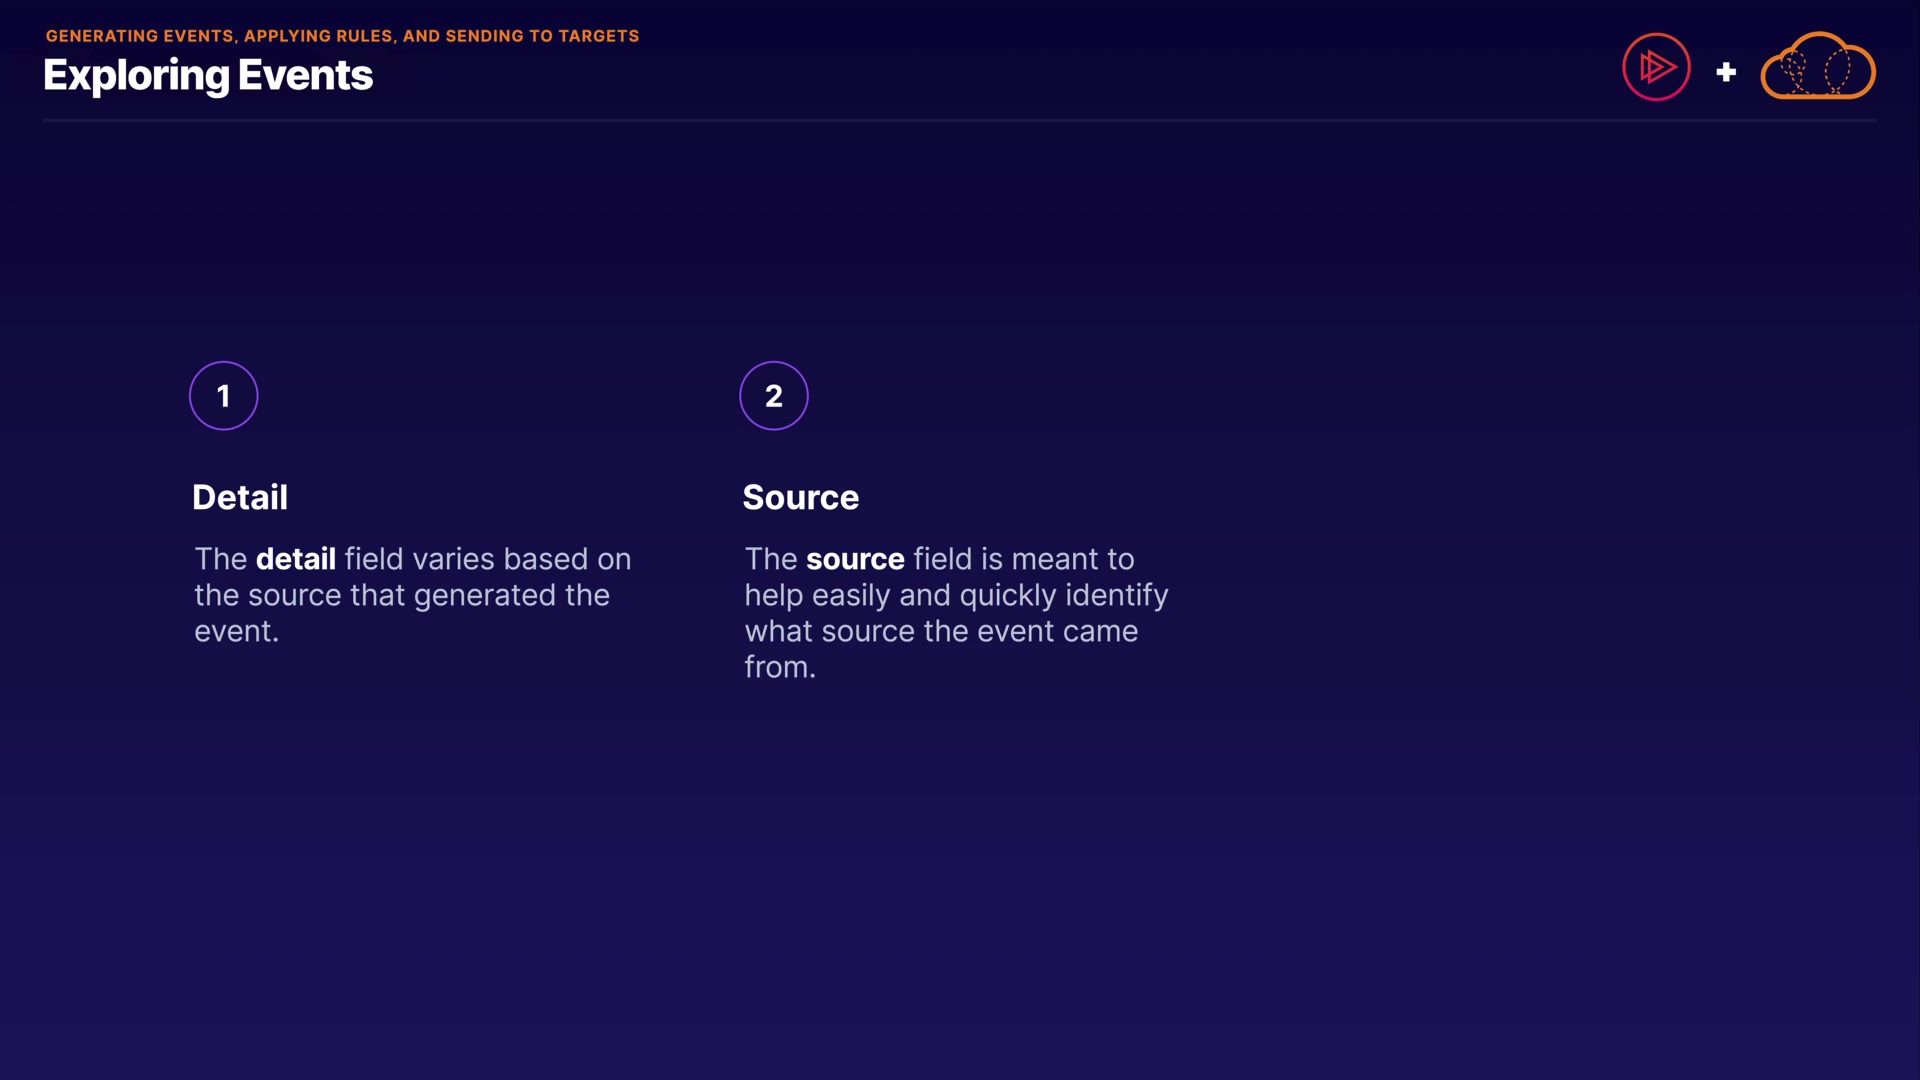 GENERATING EVENTS, APPLYING RULES, AND SENDING TO TARGETS
Exploring Events
1
Detail
The detail field varies based on
the source that generated the
event.
2
Source
The source field is meant to
help easily and quickly identify
what source the event came
from.